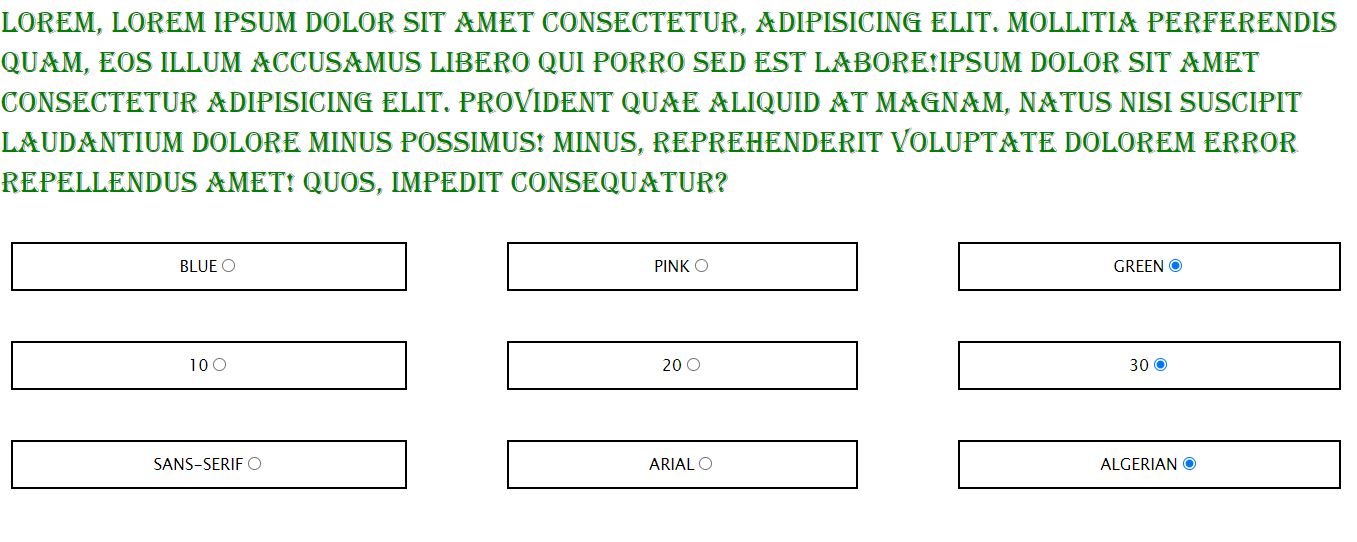 LOREM, LOREM IPSUM DOLOR SIT AMET CONSECTETUR, ADIPISICING ELIT. MOLLITIA PERFERENDIS
QUAM, EOS ILLUM ACCUSAMUS LIBERO QUI PORRO SED EST LABORE!IPSUM DOLOR SIT AMET
CONSECTETUR ADIPISICING ELIT. PROVIDENT QUAE ALIQUID AT MAGNAM, NATUS NISI SUSCIPIT
LAUDANTIUM DOLORE MINUS POSSIMUS! MINUS, REPREHENDERIT VOLUPTATE DOLOREM ERROR
REPELLENDUS AMET! QUOS, IMPEDIT CONSEQUATUR?
BLUE PINK GREEN
10 20 30
SANS-SERIF ARIAL ALGERIAN